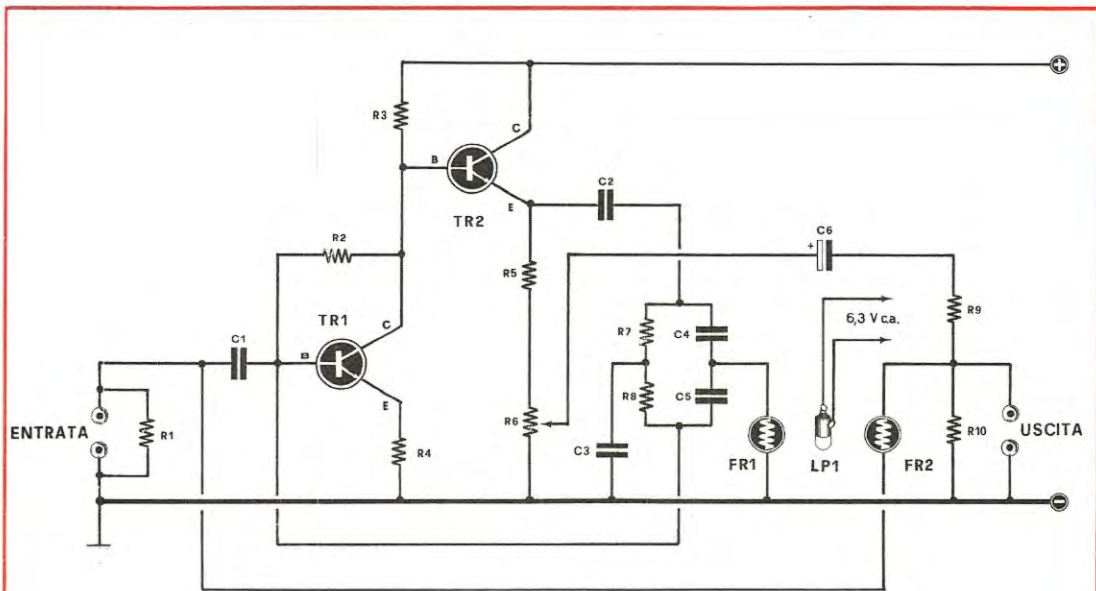 +
R3
C
B
E
TR2
C2
C6
+
R2
R5
6,3 V c.a.
R9
TR1
C
B
E
C1
R7
C4
R8
C5
ENTRATA
R1
R4
R6
C3
FR1
LP1
FR2
R10
USCITA
-